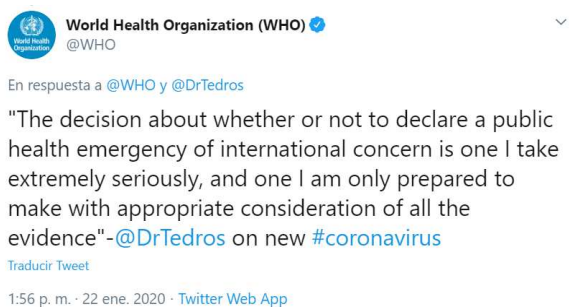 World Health Organization (WHO)
World Health
Organization
@WHO
En respuesta a @WHO y @DrTedros
"The decision about whether or not to declare a public
health emergency of international concern is one I take
extremely seriously, and one I am only prepared to
make with appropriate consideration of all the
evidence"-@DrTedros on new #coronavirus
Traducir Tweet
1:56 p. m. · 22 ene. 2020 · Twitter Web App